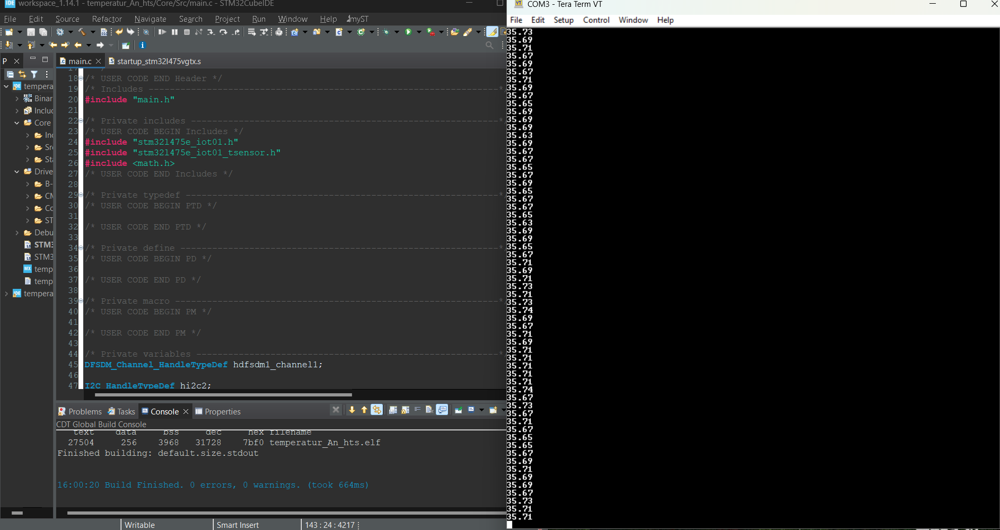 workspace_1.14.1 - temperatur_An_hts/Core/Src/main.c - STM32CubeIDE
File Edit Source Refactor Navigate Search Project Run Window Help myST
P
main.c
startup_stm32l475vgtx.s
tempera
Binar
Includ
Core
Inc
Src
Sta
Drive
B-
CM
Co
ST
Debu
STM3
STM3
temp
temp
tempera
17
18 /* USER CODE END Header */
19 /* Includes ------------------------------------------------------------------*
20 #include "main.h"
21
22 /* Private includes ----------------------------------------------------------*
23 /* USER CODE BEGIN Includes */
24 #include "stm32l475e_iot01.h"
25 #include "stm32l475e_iot01_tsensor.h"
26 #include <math.h>
27 /* USER CODE END Includes */
28
29 /* Private typedef -----------------------------------------------------------*
30 /* USER CODE BEGIN PTD */
31
32 /* USER CODE END PTD */
33
34 /* Private define ------------------------------------------------------------*
35 /* USER CODE BEGIN PD */
36
37 /* USER CODE END PD */
38
39 /* Private macro -------------------------------------------------------------*
40 /* USER CODE BEGIN PM */
41
42 /* USER CODE END PM */
43
44 /* Private variables ---------------------------------------------------------*
45 DFSDM_Channel_HandleTypeDef hdfsdm1_channel1;
46
47 I2C_HandleTypeDef hi2c2;
Problems Tasks Console Properties
CDT Global Build Console
text data bss dec hex filename
27504 256 3968 31728 7bf0 temperatur_An_hts.elf
Finished building: default.size.stdout
16:00:20 Build Finished. 0 errors, 0 warnings. (took 664ms)
Writable Smart Insert 143 : 24 : 4217
COM3 - Tera Term VT
File Edit Setup Control Window Help
35.73
35.69
35.71
35.67
35.69
35.67
35.71
35.69
35.67
35.65
35.69
35.69
35.69
35.63
35.69
35.67
35.67
35.65
35.67
35.69
35.65
35.67
35.67
35.65
35.63
35.69
35.69
35.65
35.67
35.71
35.69
35.71
35.73
35.71
35.73
35.74
35.69
35.67
35.71
35.69
35.71
35.71
35.71
35.71
35.71
35.74
35.67
35.73
35.67
35.71
35.67
35.65
35.65
35.67
35.69
35.71
35.69
35.69
35.67
35.73
35.71
35.71